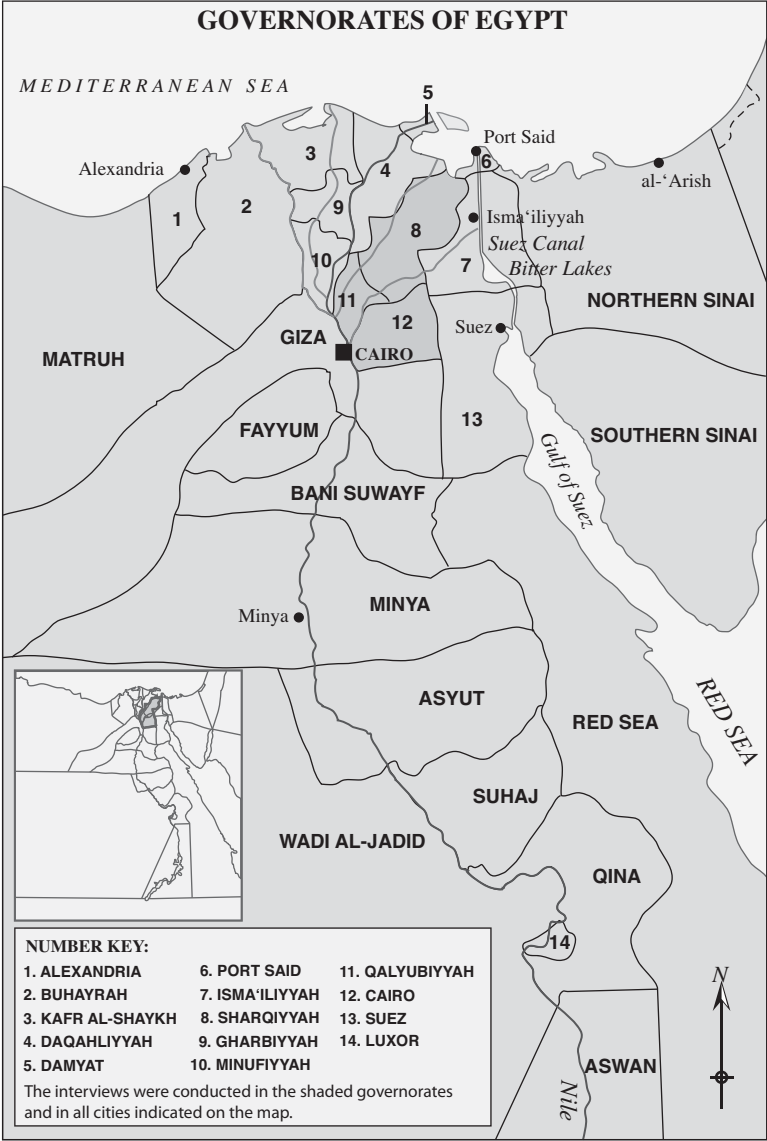 GOVERNORATES OF EGYPT
MEDITERRANEAN SEA
5
Port Said
Alexandria
3
4
6
al-‘Arish
1
2
9
8
Isma‘iliyyah
Suez Canal
10
7
Bitter Lakes
11
NORTHERN SINAI
12
GIZA
Suez
MATRUH
CAIRO
13
FAYYUM
SOUTHERN SINAI
Gulf of Suez
BANI SUWAYF
Minya
MINYA
ASYUT
RED SEA
RED SEA
SUHAJ
WADI AL-JADID
QINA
14
NUMBER KEY:
1. ALEXANDRIA
2. BUHAYRAH
3. KAFR AL-SHAYKH
4. DAQAHLIYYAH
5. DAMYAT
6. PORT SAID
7. ISMA‘ILIYYAH
8. SHARQIYYAH
9. GHARBIYYAH
10. MINUFIYYAH
11. QALYUBIYYAH
12. CAIRO
13. SUEZ
14. LUXOR
The interviews were conducted in the shaded governorates
and in all cities indicated on the map.
N
ASWAN
Nile